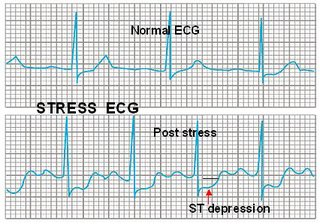 Normal ECG
STRESS ECG
Post stress
ST depression